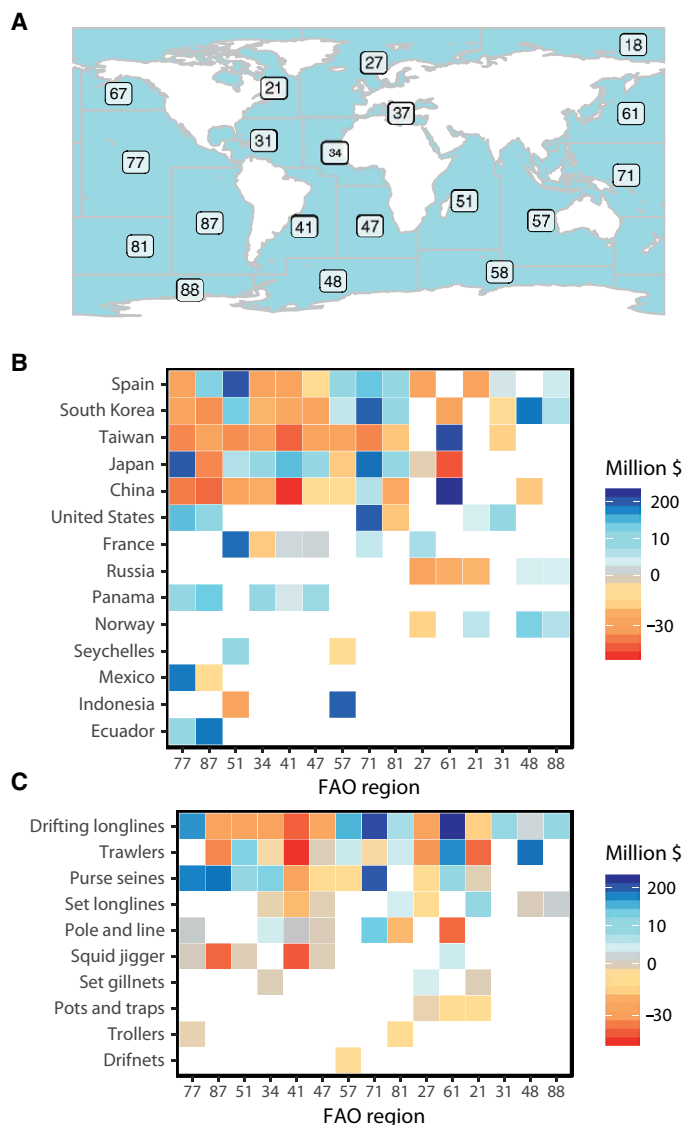 A
18
27
67
21
37
61
31
34
77
71
51
87
41
47
57
81
58
48
88
B
Spain
South Korea
Taiwan
Japan
China
United States
France
Russia
Panama
Norway
Seychelles
Mexico
Indonesia
Ecuador
77 87 51 34 41 47 57 71 81 27 61 21 31 48 88
FAO region
Million $
200
10
0
−30
C
Drifting longlines
Trawlers
Purse seines
Set longlines
Pole and line
Squid jigger
Set gillnets
Pots and traps
Trollers
Drifnets
77 87 51 34 41 47 57 71 81 27 61 21 31 48 88
FAO region
Million $
200
10
0
−30